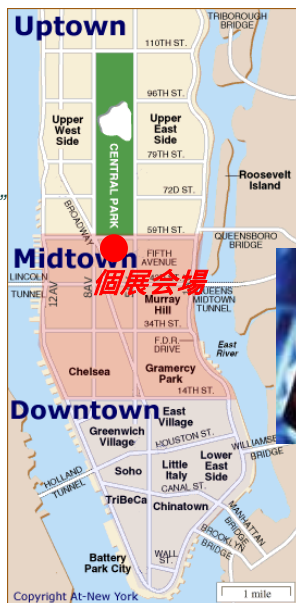 Uptown
TRIBOROUGH
BRIDGE
110TH ST.
96TH ST.
Upper
West
Side
Upper
East
Side
CENTRAL PARK
79TH ST.
72D ST.
Roosevelt
Island
BROADWAY
59TH ST.
QUEENSBORO
BRIDGE
Midtown
FIFTH
AVENUE
LINCOLN
TUNNEL
12 AV
8AV
個展会場
QUEENS
MIDTOWN
TUNNEL
Murray
Hill
34TH ST.
F.D.R.
DRIVE
East
River
Chelsea
Gramercy
Park
14TH ST.
Downtown
East
Village
Greenwich
Village
HOUSTON ST.
WILLIAMSB
BRIDGE
Soho
Little
Italy
Lower
East
Side
HOLLAND
TUNNEL
CANAL ST.
TriBeCa
Chinatown
MANHATTAN
BRIDGE
BROOKLYN
BRIDGE
WALL
ST.
Battery
Park City
Copyright At-New York
1 mile